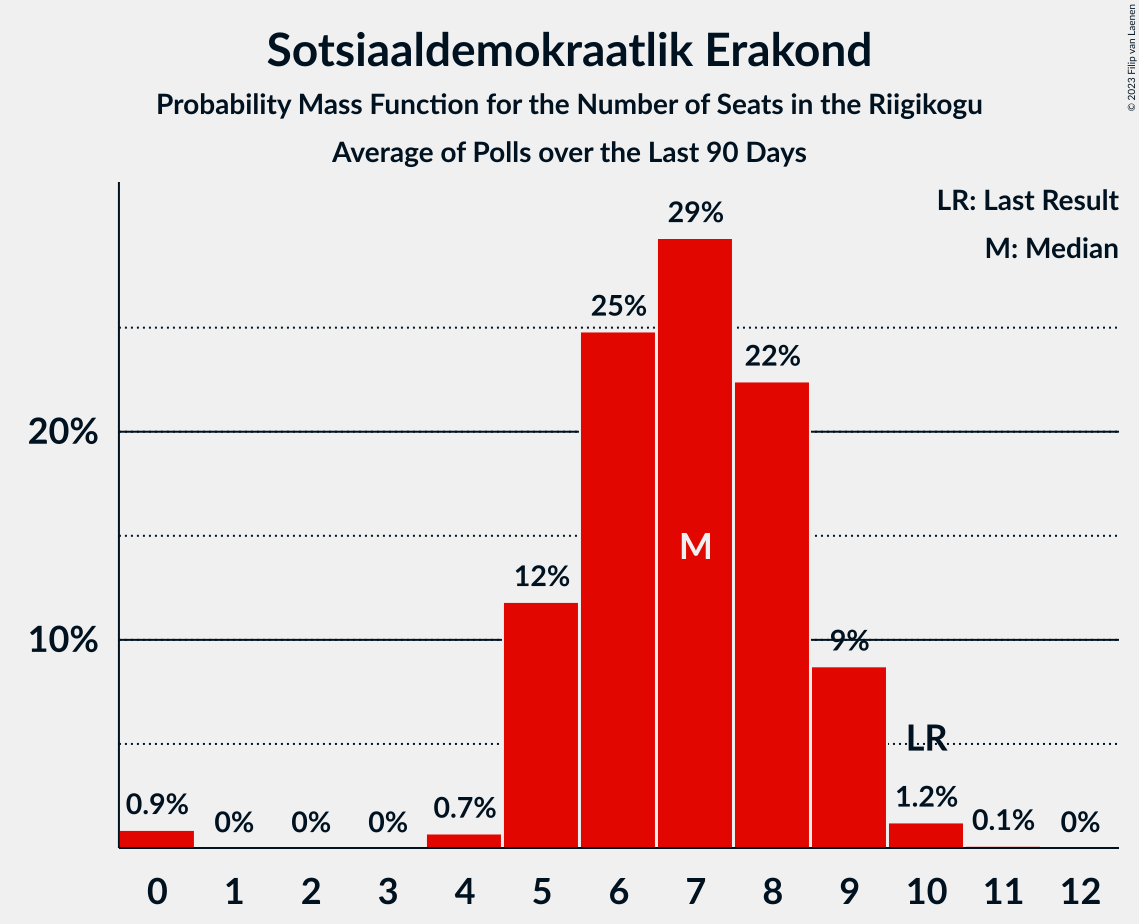 Sotsiaaldemokraatlik Erakond
Probability Mass Function for the Number of Seats in the Riigikogu
Average of Polls over the Last 90 Days
© 2023 Filip van Laenen
LR: Last Result
M: Median
29%
25%
22%
20%
M
12%
10%
9%
LR
0.9%
0%
0%
0%
0.7%
1.2%
0.1%
0%
0 1 2 3 4 5 6 7 8 9 10 11 12